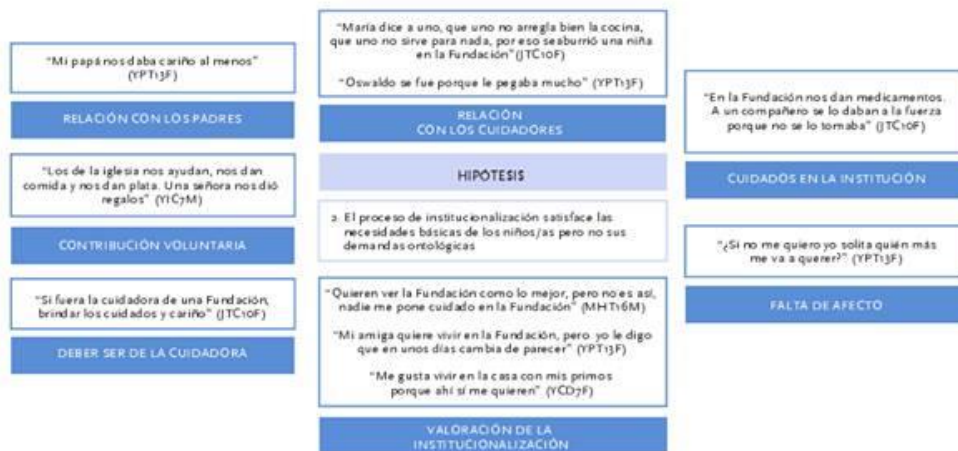 “Mi papá nos daba cariño al menos”
(YPT13F)
RELACIÓN CON LOS PADRES
“Los de la iglesia nos ayudan, nos dan
comida y nos dan plata. Una señora nos dió
regalos” (YIC7M)
CONTRIBUCIÓN VOLUNTARIA
“Si fuera la cuidadora de una Fundación,
brindar los cuidados y cariño” (JTC10F)
DEBER SER DE LA CUIDADORA
“María dice a uno, que uno no arregla bien la cocina,
que uno no sirve para nada, por eso seaburrió una niña
en la Fundación”(JTC10F)
“Oswaldo se fue porque le pegaba mucho” (YPT13F)
RELACIÓN
CON LOS CUIDADORES
HIPÓTESIS
2. El proceso de institucionalización satisface las
necesidades básicas de los niños/as pero no sus
demandas ontológicas
“Quieren ver la Fundación como lo mejor, pero no es así,
nadie me pone cuidado en la Fundación” (MHT16M)
“Mi amiga quiere vivir en la Fundación, pero yo le digo
que en unos días cambia de parecer” (YPT13F)
“Me gusta vivir en la casa con mis primos
porque ahí sí me quieren” (YCD7F)
VALORACIÓN DE LA
INSTITUCIONALIZACIÓN
“En la Fundación nos dan medicamentos.
A un compañero se lo daban a la fuerza
porque no se lo tomaba” (JTC10F)
CUIDADOS EN LA INSTITUCIÓN
“¿Si no me quiero yo solita quién más
me va a querer?” (YPT13F)
FALTA DE AFECTO